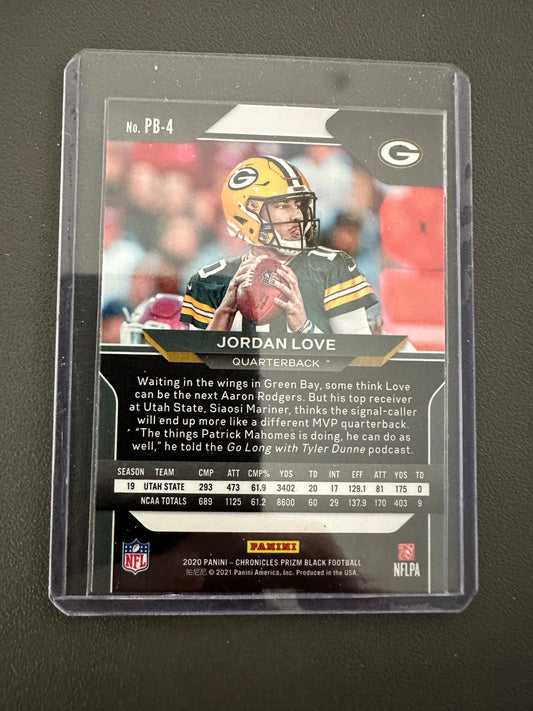 No. PB-4
G
G
10
JORDAN LOVE
QUARTERBACK
Waiting in the wings in Green Bay, some think Love
can be the next Aaron Rodgers. But his top receiver
at Utah State, Siaosi Mariner, thinks the signal-caller
will end up more like a different MVP quarterback.
"The things Patrick Mahomes is doing, he can do as
well," he told the Go Long with Tyler Dunne podcast.
SEASON TEAM CMP ATT CMP% YDS TD INT EFF ATT YDS TD
19 UTAH STATE 293 473 61.9 3402 20 17 129.1 81 175 0
NCAA TOTALS 689 1125 61.2 8600 60 29 137.9 170 403 9
NFL
PANINI
2020 PANINI – CHRONICLES PRIZM BLACK FOOTBALL
帕尼尼 © 2021 Panini America, Inc. Produced in the USA.
NFLPA